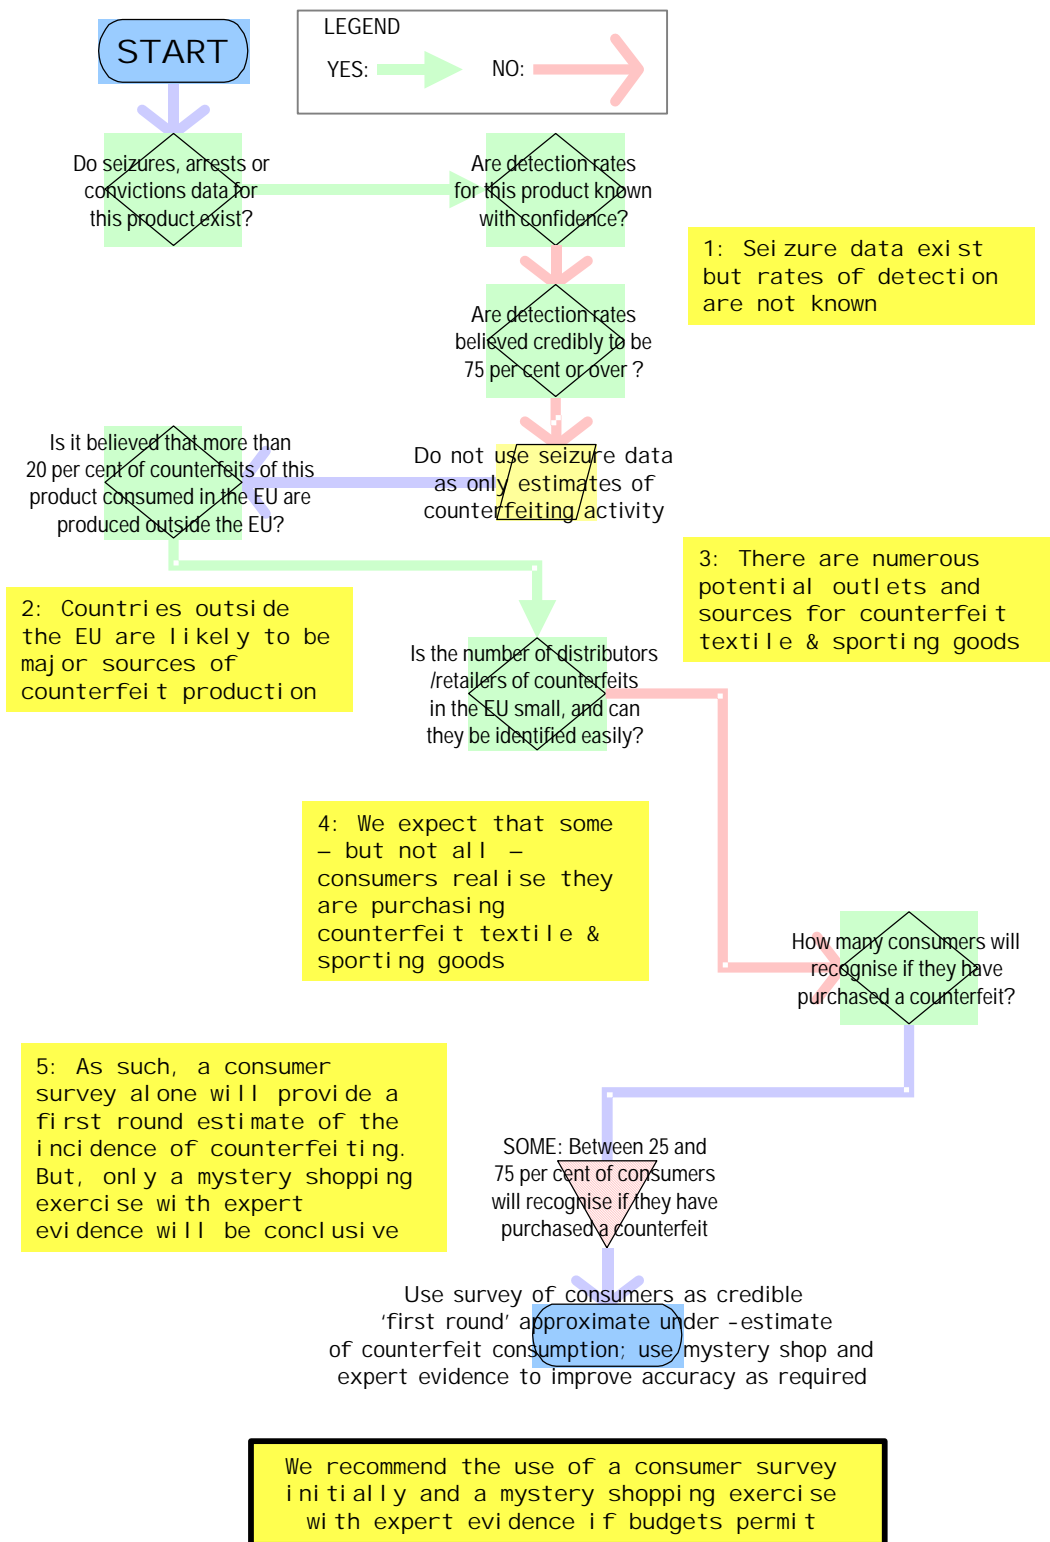 START
LEGEND
YES:
NO:
Do seizures, arrests or
convictions data for
this product exist?
Are detection rates
for this product known
with confidence?
1: Seizure data exist
but rates of detection
are not known
Are detection rates
believed credibly to be
75 per cent or over ?
Is it believed that more than
20 per cent of counterfeits of this
product consumed in the EU are
produced outside the EU?
Do not use seizure data
as only estimates of
counterfeiting activity
3: There are numerous
potential outlets and
sources for counterfeit
textile & sporting goods
2: Countries outside
the EU are likely to be
major sources of
counterfeit production
Is the number of distributors
/retailers of counterfeits
in the EU small, and can
they be identified easily?
4: We expect that some
– but not all –
consumers realise they
are purchasing
counterfeit textile &
sporting goods
How many consumers will
recognise if they have
purchased a counterfeit?
5: As such, a consumer
survey alone will provide a
first round estimate of the
incidence of counterfeiting.
But, only a mystery shopping
exercise with expert
evidence will be conclusive
SOME: Between 25 and
75 per cent of consumers
will recognise if they have
purchased a counterfeit
Use survey of consumers as credible
‘first round’ approximate under -estimate
of counterfeit consumption; use mystery shop and
expert evidence to improve accuracy as required
We recommend the use of a consumer survey
initially and a mystery shopping exercise
with expert evidence if budgets permit